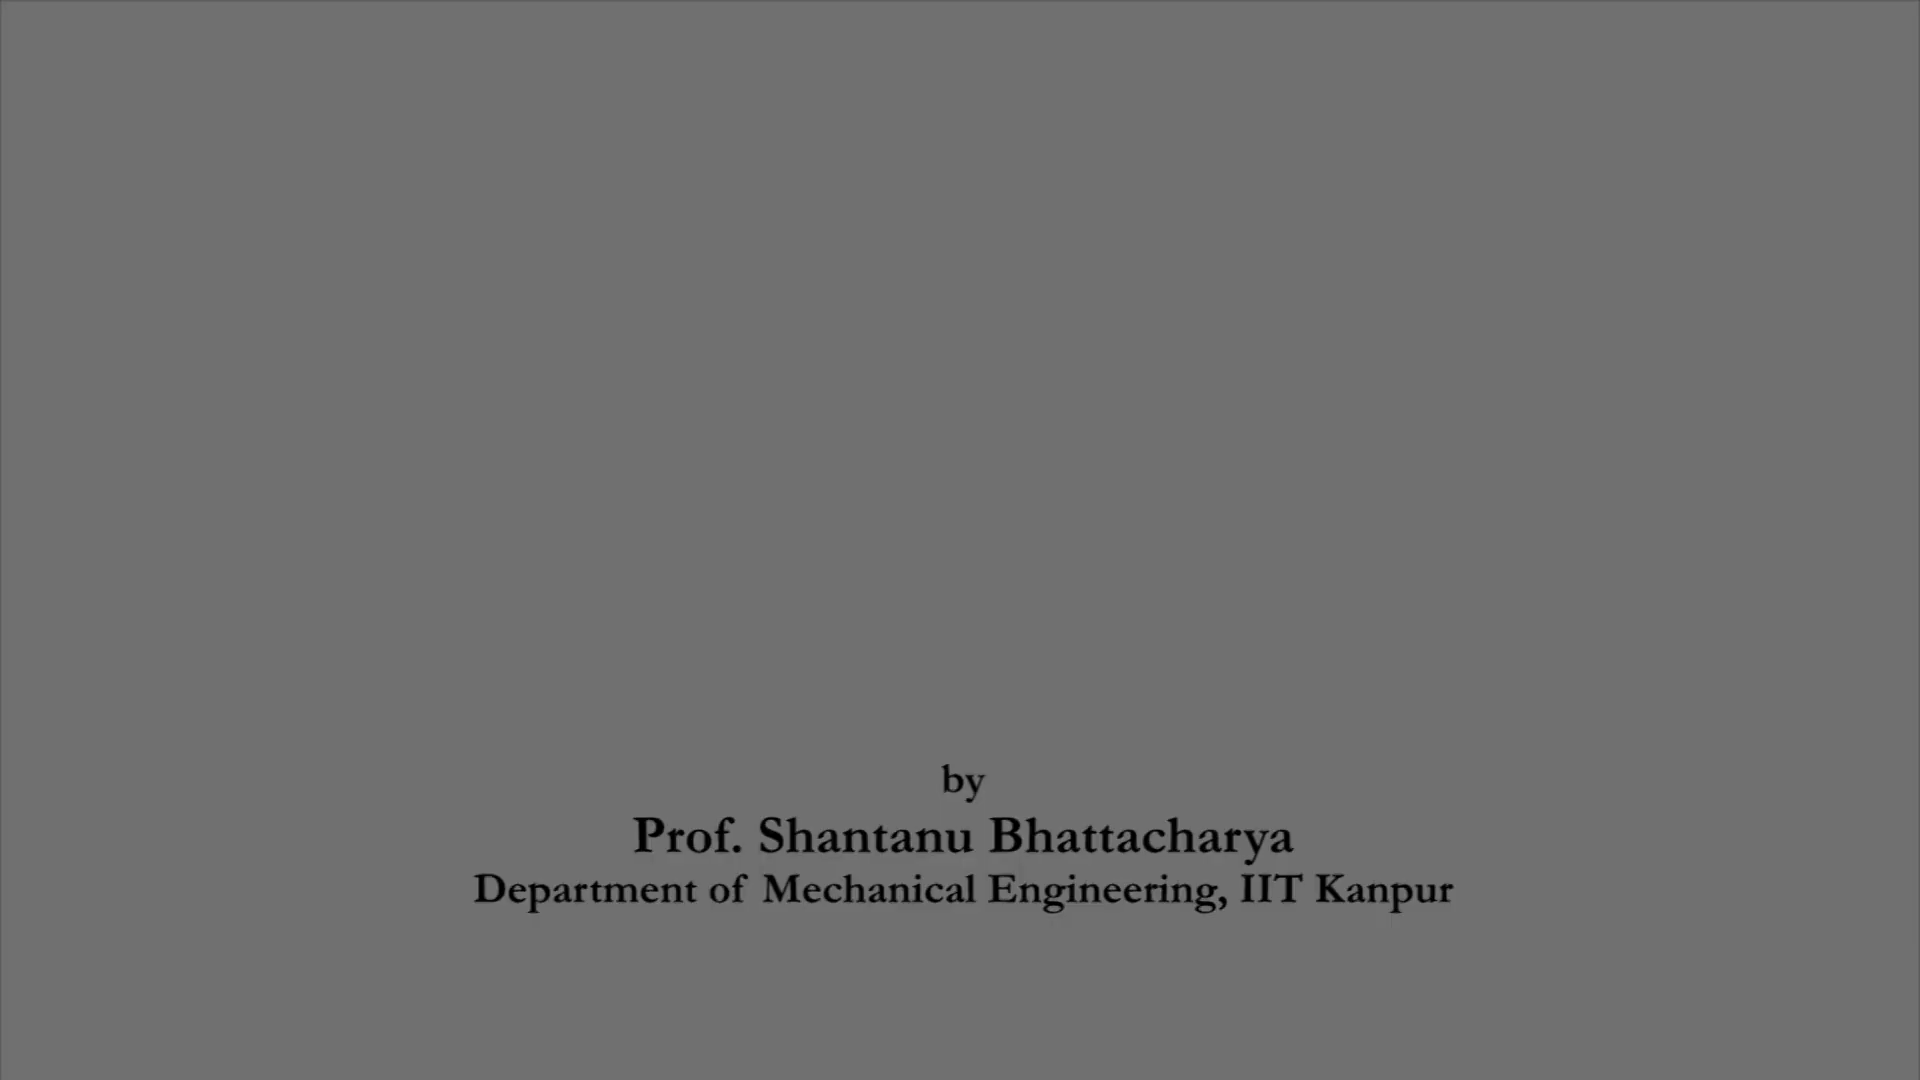 by
Prof. Shantanu Bhattacharya
Department of Mechanical Engineering, IIT Kanpur